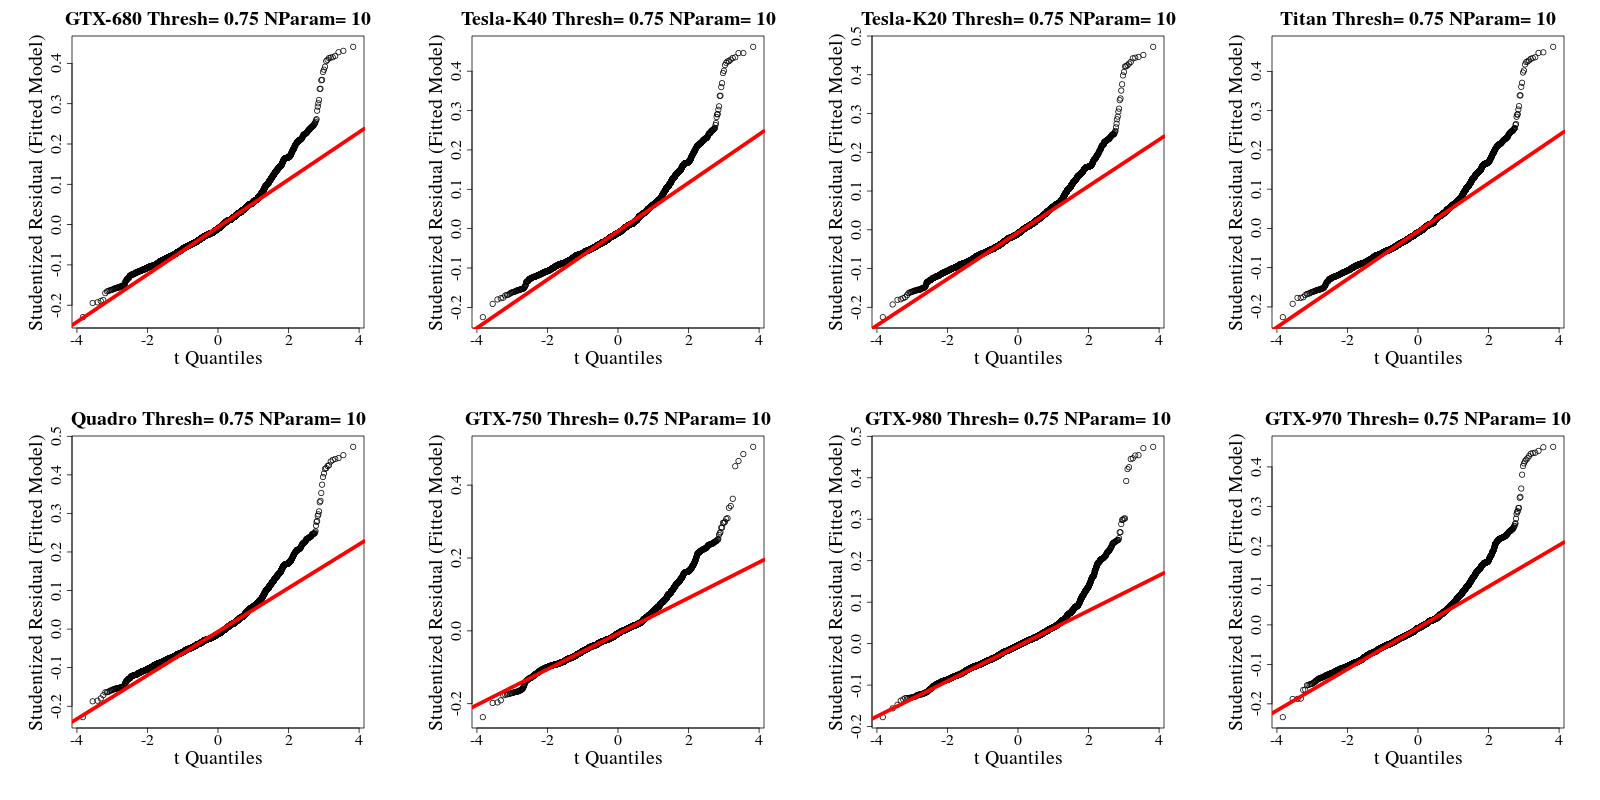 GTX-680 Thresh= 0.75 NParam= 10
Studentized Residual (Fitted Model)
-0.2 -0.1 0.0 0.1 0.2 0.3 0.4
-4 -2 0 2 4
t Quantiles
Tesla-K40 Thresh= 0.75 NParam= 10
Studentized Residual (Fitted Model)
-0.2 -0.1 0.0 0.1 0.2 0.3 0.4
-4 -2 0 2 4
t Quantiles
Tesla-K20 Thresh= 0.75 NParam= 10
Studentized Residual (Fitted Model)
-0.2 -0.1 0.0 0.1 0.2 0.3 0.4 0.5
-4 -2 0 2 4
t Quantiles
Titan Thresh= 0.75 NParam= 10
Studentized Residual (Fitted Model)
-0.2 -0.1 0.0 0.1 0.2 0.3 0.4
-4 -2 0 2 4
t Quantiles
Quadro Thresh= 0.75 NParam= 10
Studentized Residual (Fitted Model)
-0.2 -0.1 0.0 0.1 0.2 0.3 0.4 0.5
-4 -2 0 2 4
t Quantiles
GTX-750 Thresh= 0.75 NParam= 10
Studentized Residual (Fitted Model)
-0.2 0.0 0.2 0.4
-4 -2 0 2 4
t Quantiles
GTX-980 Thresh= 0.75 NParam= 10
Studentized Residual (Fitted Model)
-0.2 -0.1 0.0 0.1 0.2 0.3 0.4 0.5
-4 -2 0 2 4
t Quantiles
GTX-970 Thresh= 0.75 NParam= 10
Studentized Residual (Fitted Model)
-0.2 -0.1 0.0 0.1 0.2 0.3 0.4
-4 -2 0 2 4
t Quantiles